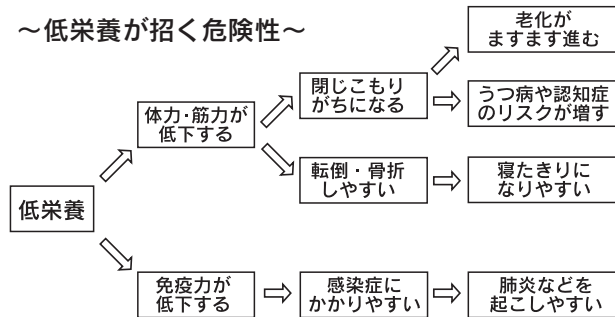 ～低栄養が招く危険性～
老化が
ますます進む
閉じこもり
がちになる
うつ病や認知症
のリスクが増す
体力・筋力が
低下する
転倒・骨折
しやすい
寝たきりに
なりやすい
低栄養
免疫力が
低下する
感染症に
かかりやすい
肺炎などを
起こしやすい